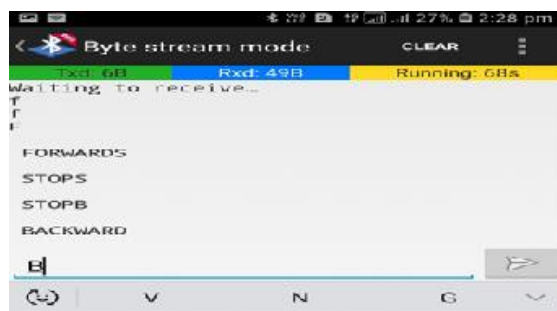 27% 2:28 pm
Byte stream mode CLEAR
Txd: 6B Rxd: 49B Running: 68s
Waiting to receive…
f
f
F
FORWARDS
STOPS
STOPB
BACKWARD
B
V N G